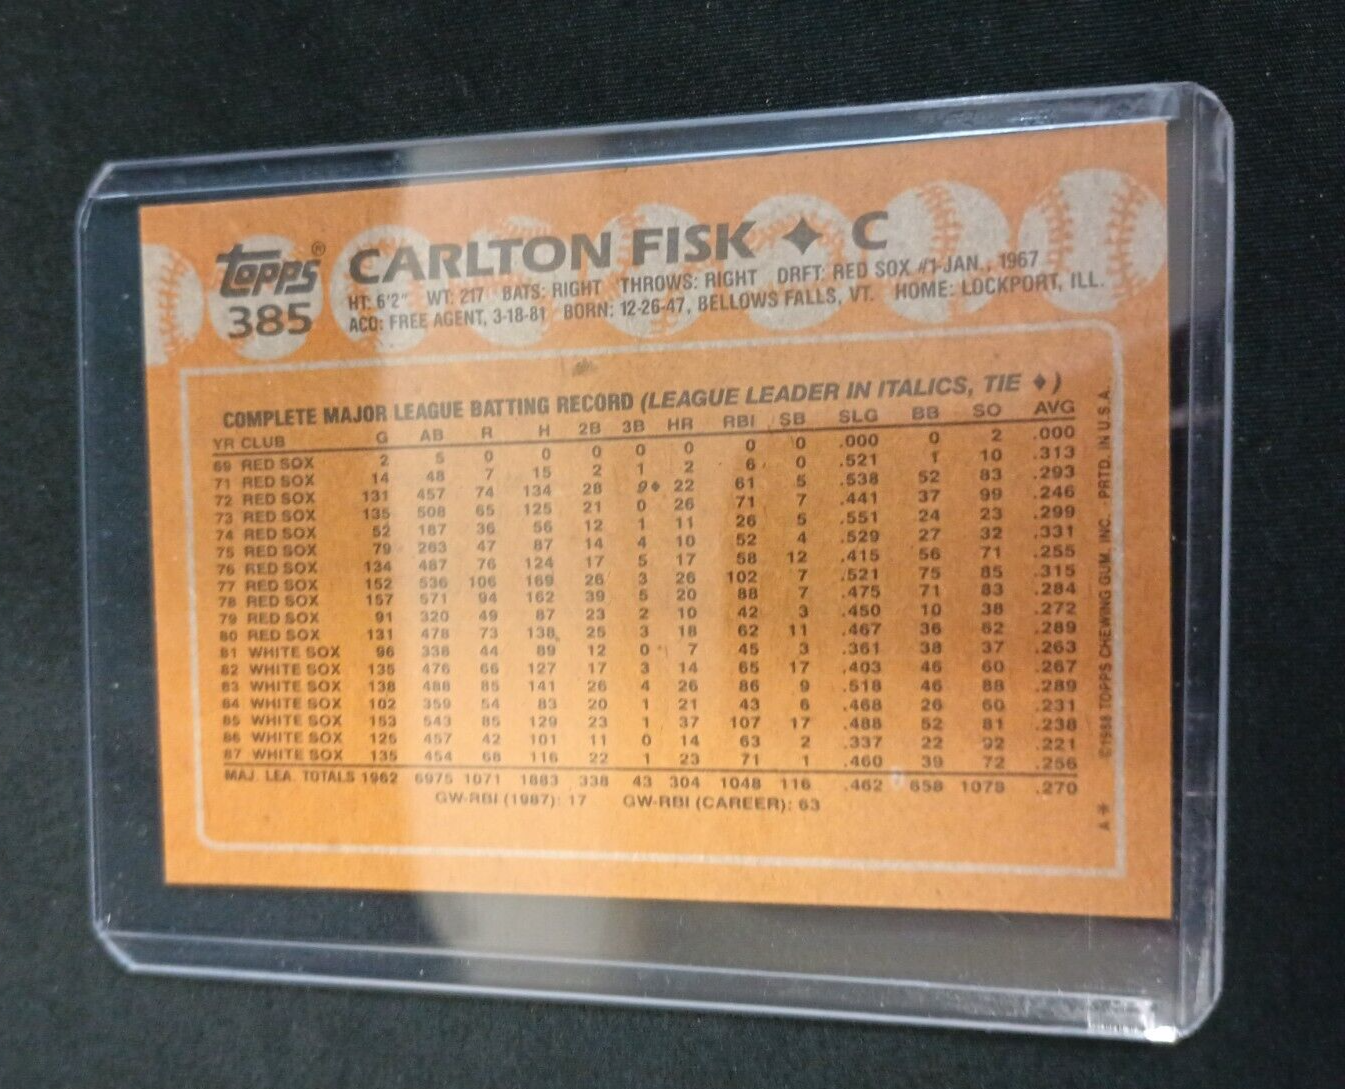 topps®
385
CARLTON FISK ✦ C
HT: 6'2" WT: 217 BATS: RIGHT THROWS: RIGHT DRFT: RED SOX #1-JAN., 1967
ACQ: FREE AGENT, 3-18-81 BORN: 12-26-47, BELLOWS FALLS, VT. HOME: LOCKPORT, ILL.
COMPLETE MAJOR LEAGUE BATTING RECORD (LEAGUE LEADER IN ITALICS, TIE ♦)
YR CLUB G AB R H 2B 3B HR RBI SB SLG BB SO AVG
69 RED SOX 2 5 0 0 0 0 0 0 0 .000 0 2 .000
71 RED SOX 14 48 7 15 2 1 2 6 0 .521 1 10 .313
72 RED SOX 131 457 74 134 28 9♦ 22 61 5 .538 52 83 .293
73 RED SOX 135 508 65 125 21 0 26 71 7 .441 37 99 .246
74 RED SOX 52 187 36 56 12 1 11 26 5 .551 24 23 .299
75 RED SOX 79 263 47 87 14 4 10 52 4 .529 27 32 .331
76 RED SOX 134 487 76 124 17 5 17 58 12 .415 56 71 .255
77 RED SOX 152 536 106 169 26 3 26 102 7 .521 75 85 .315
78 RED SOX 157 571 94 162 39 5 20 88 7 .475 71 83 .284
79 RED SOX 91 320 49 87 23 2 10 42 3 .450 10 38 .272
80 RED SOX 131 478 73 138 25 3 18 62 11 .467 36 62 .289
81 WHITE SOX 96 338 44 89 12 0 7 45 3 .361 38 37 .263
82 WHITE SOX 135 476 66 127 17 3 14 65 17 .403 46 60 .267
83 WHITE SOX 138 488 85 141 26 4 26 86 9 .518 46 88 .289
84 WHITE SOX 102 359 54 83 20 1 21 43 6 .468 26 60 .231
85 WHITE SOX 153 543 85 129 23 1 37 107 17 .488 52 81 .238
86 WHITE SOX 125 457 42 101 11 0 14 63 2 .337 22 92 .221
87 WHITE SOX 135 454 68 116 22 1 23 71 1 .460 39 72 .256
MAJ. LEA. TOTALS 1962 6975 1071 1883 338 43 304 1048 116 .462 658 1078 .270
GW-RBI (1987): 17 GW-RBI (CAREER): 63
A✻ ©1988 TOPPS CHEWING GUM, INC. PRTD. IN U.S.A.